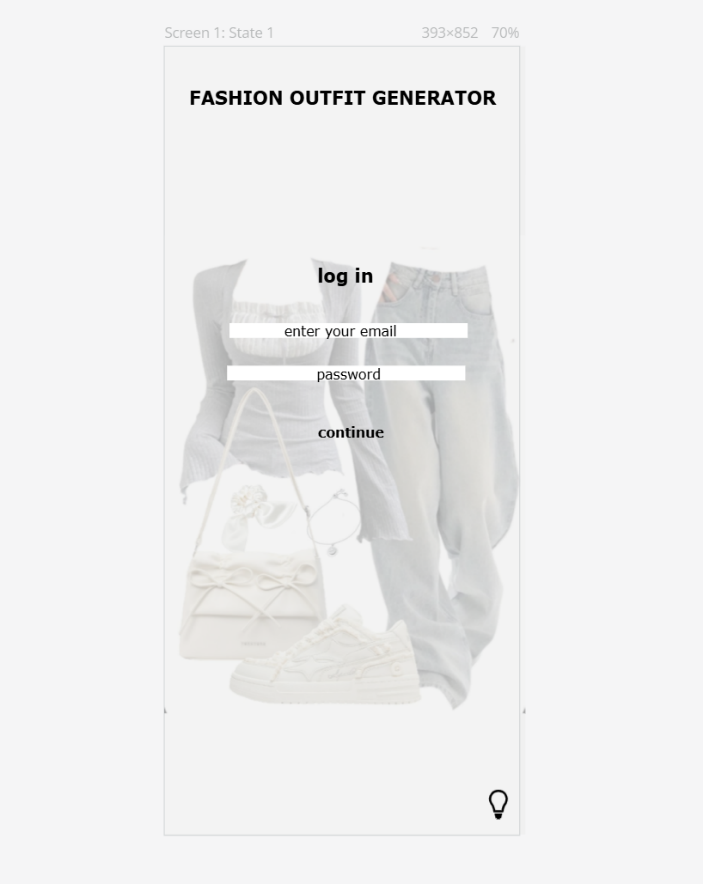 Screen 1: State 1 393×852 70%
FASHION OUTFIT GENERATOR
log in
enter your email
password
continue